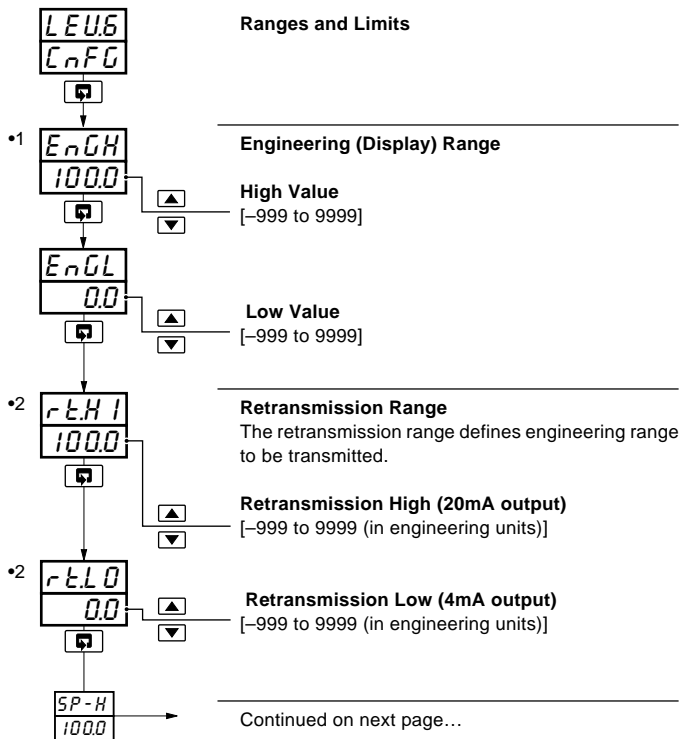 LEV.6
CnFG
Ranges and Limits
•1
EnGH
100.0
Engineering (Display) Range
High Value
[–999 to 9999]
EnGL
0.0
Low Value
[–999 to 9999]
•2
rt.HI
100.0
Retransmission Range
The retransmission range defines engineering range
to be transmitted.
Retransmission High (20mA output)
[–999 to 9999 (in engineering units)]
•2
rt.LO
0.0
Retransmission Low (4mA output)
[–999 to 9999 (in engineering units)]
SP-H
100.0
Continued on next page…